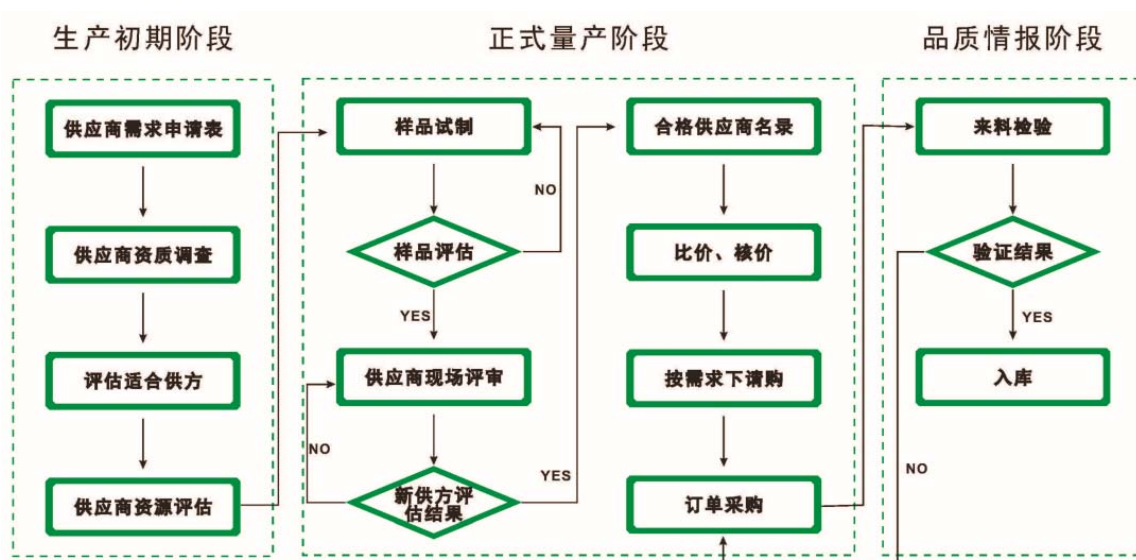 生产初期阶段
正式量产阶段
品质情报阶段
供应商需求申请表
供应商资质调查
评估适合供方
供应商资源评估
样品试制
NO
样品评估
YES
供应商现场评审
NO
新供方评
估结果
YES
合格供应商名录
比价、核价
按需求下请购
订单采购
来料检验
验证结果
YES
入库
NO